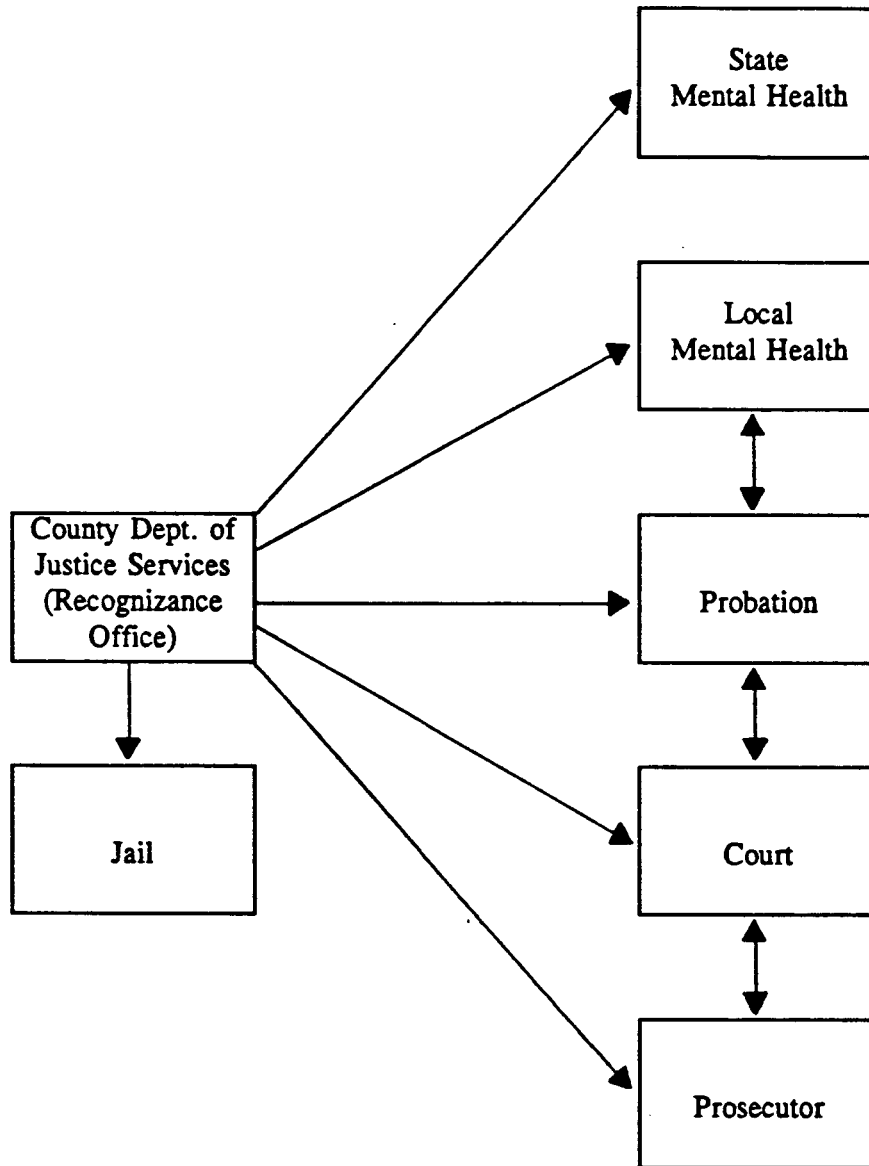 State
Mental Health
Local
Mental Health
County Dept. of
Justice Services
(Recognizance
Office)
Probation
Jail
Court
Prosecutor